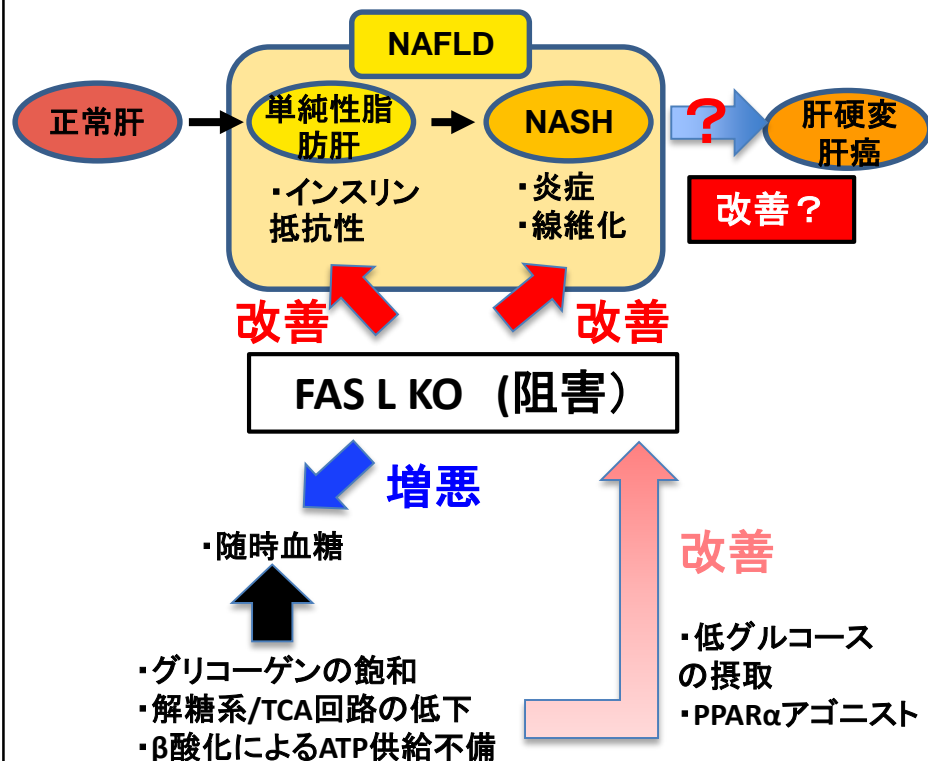 NAFLD
正常肝
単純性脂
肪肝
NASH
?
肝硬変
肝癌
・インスリン
抵抗性
・炎症
・線維化
改善？
改善
改善
FAS L KO (阻害）
増悪
・随時血糖
改善
・グリコーゲンの飽和
・解糖系/TCA回路の低下
・β酸化によるATP供給不備
・低グルコース
の摂取
・PPARαアゴニスト